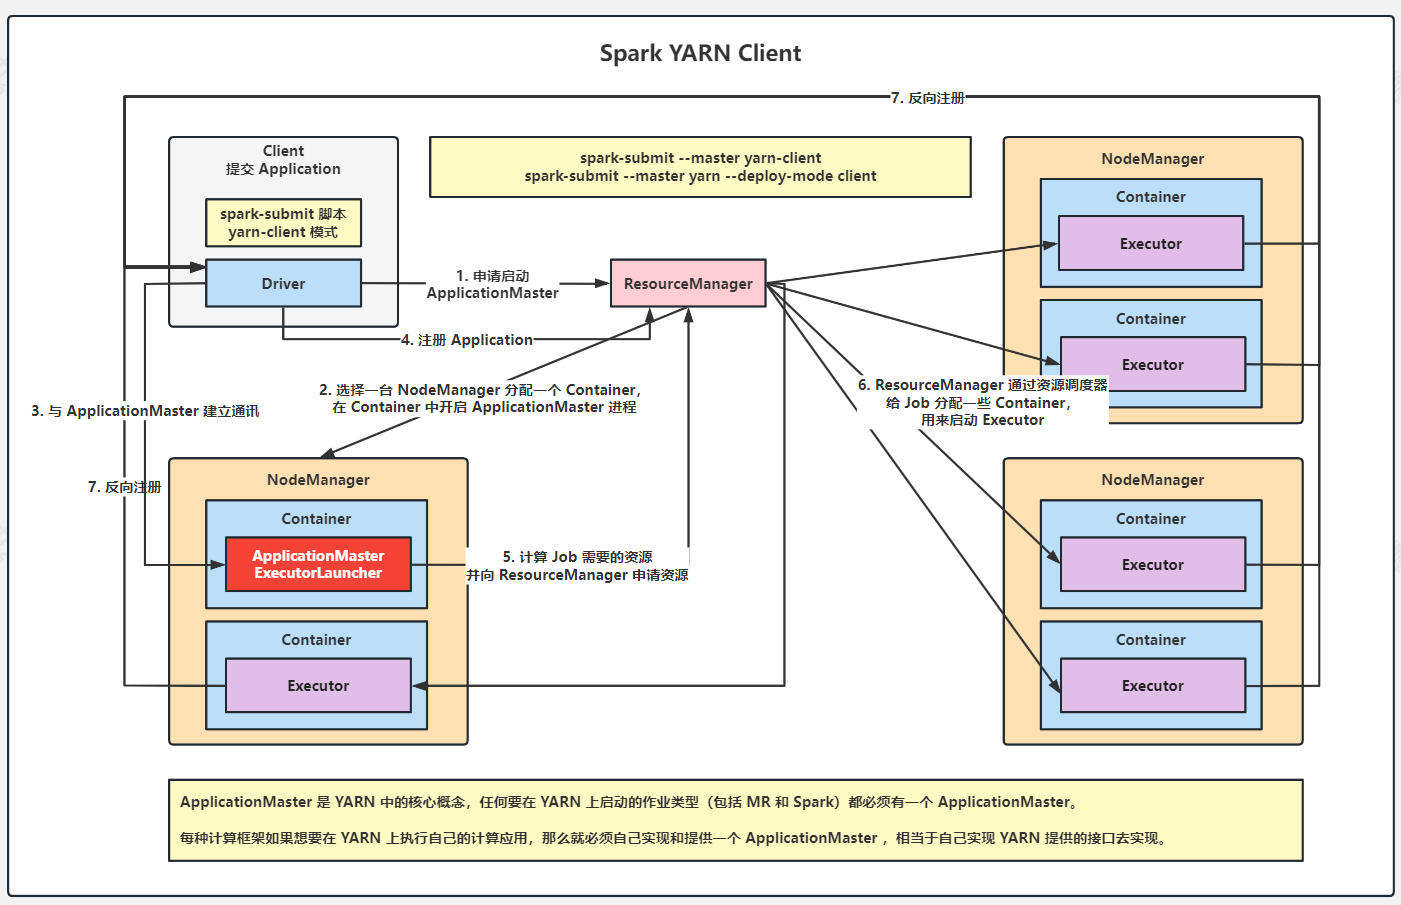 Spark YARN Client
7. 反向注册
Client
提交 Application
spark-submit 脚本
yarn-client 模式
Driver
spark-submit --master yarn-client
spark-submit --master yarn --deploy-mode client
1. 申请启动
ApplicationMaster
ResourceManager
4. 注册 Application
2. 选择一台 NodeManager 分配一个 Container，
在 Container 中开启 ApplicationMaster 进程
3. 与 ApplicationMaster 建立通讯
7. 反向注册
NodeManager
Container
Executor
Container
Executor
6. ResourceManager 通过资源调度器
给 Job 分配一些 Container，
用来启动 Executor
NodeManager
Container
ApplicationMaster
ExecutorLauncher
Container
Executor
5. 计算 Job 需要的资源
并向 ResourceManager 申请资源
NodeManager
Container
Executor
Container
Executor
ApplicationMaster 是 YARN 中的核心概念，任何要在 YARN 上启动的作业类型（包括 MR 和 Spark）都必须有一个 ApplicationMaster。
每种计算框架如果想要在 YARN 上执行自己的计算应用，那么就必须自己实现和提供一个 ApplicationMaster ，相当于自己实现 YARN 提供的接口去实现。